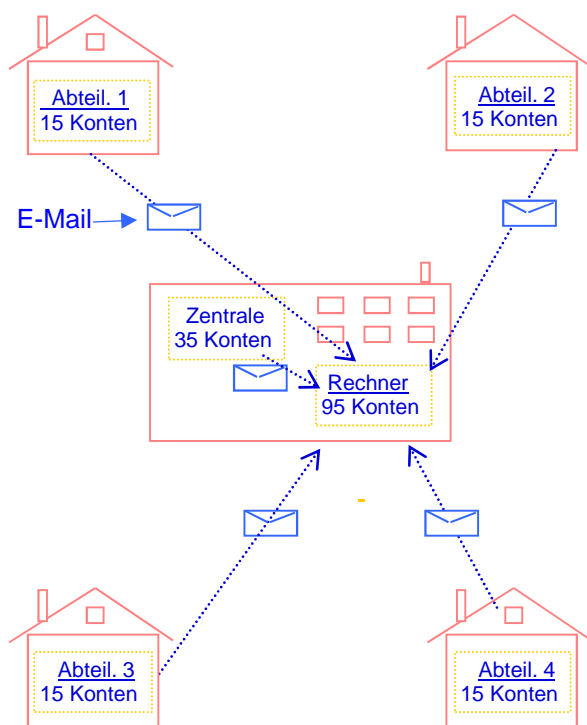 Abteil. 1
15 Konten
Abteil. 2
15 Konten
E-Mail
Zentrale
35 Konten
Rechner
95 Konten
Abteil. 3
15 Konten
Abteil. 4
15 Konten